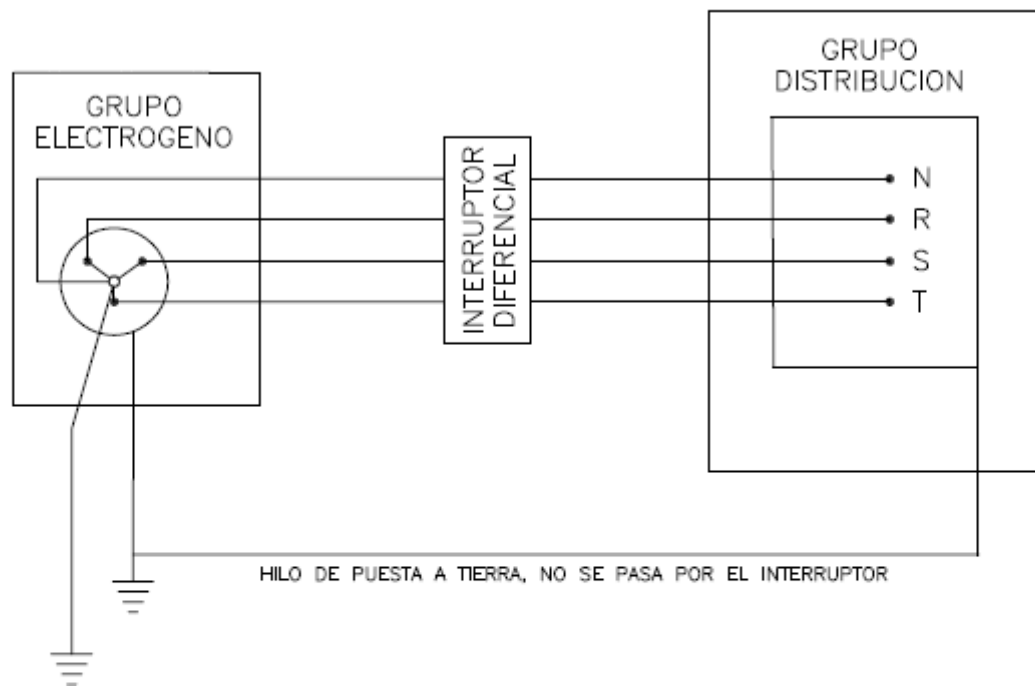 GRUPO
ELECTROGENO
INTERRUPTOR
DIFERENCIAL
GRUPO
DISTRIBUCION
N
R
S
T
HILO DE PUESTA A TIERRA, NO SE PASA POR EL INTERRUPTOR